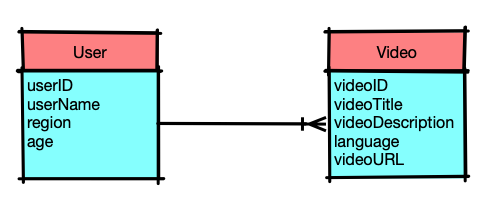 User
userID
userName
region
age
Video
videoID
videoTitle
videoDescription
language
videoURL